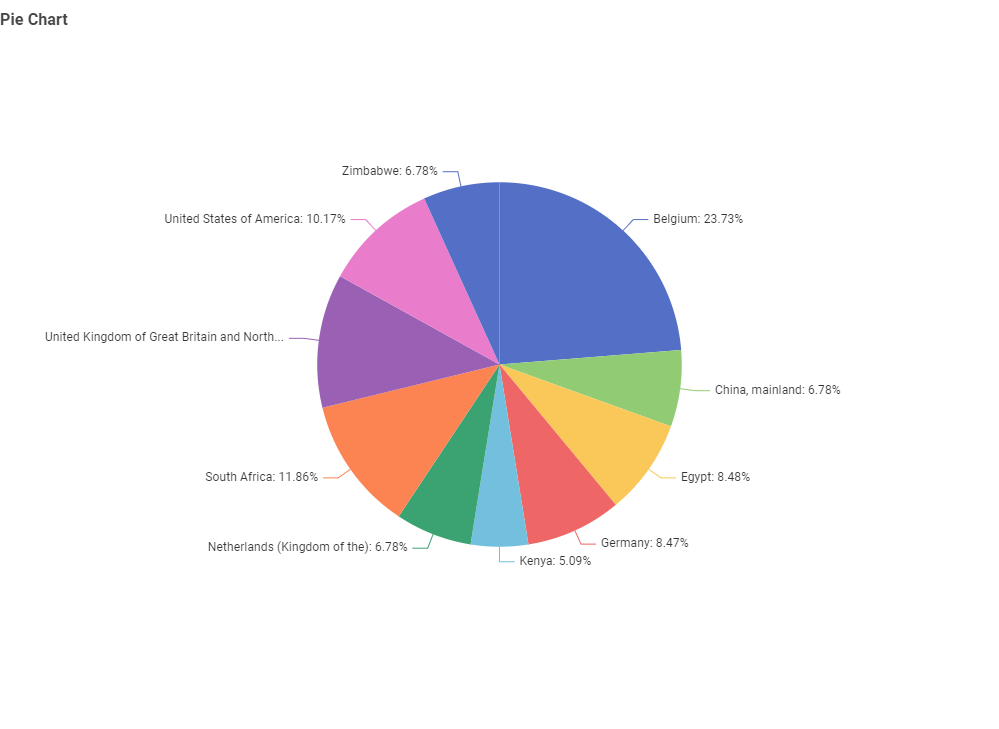 Pie Chart
Zimbabwe: 6.78%
United States of America: 10.17%
Belgium: 23.73%
United Kingdom of Great Britain and North...
China, mainland: 6.78%
South Africa: 11.86%
Egypt: 8.48%
Netherlands (Kingdom of the): 6.78%
Germany: 8.47%
Kenya: 5.09%